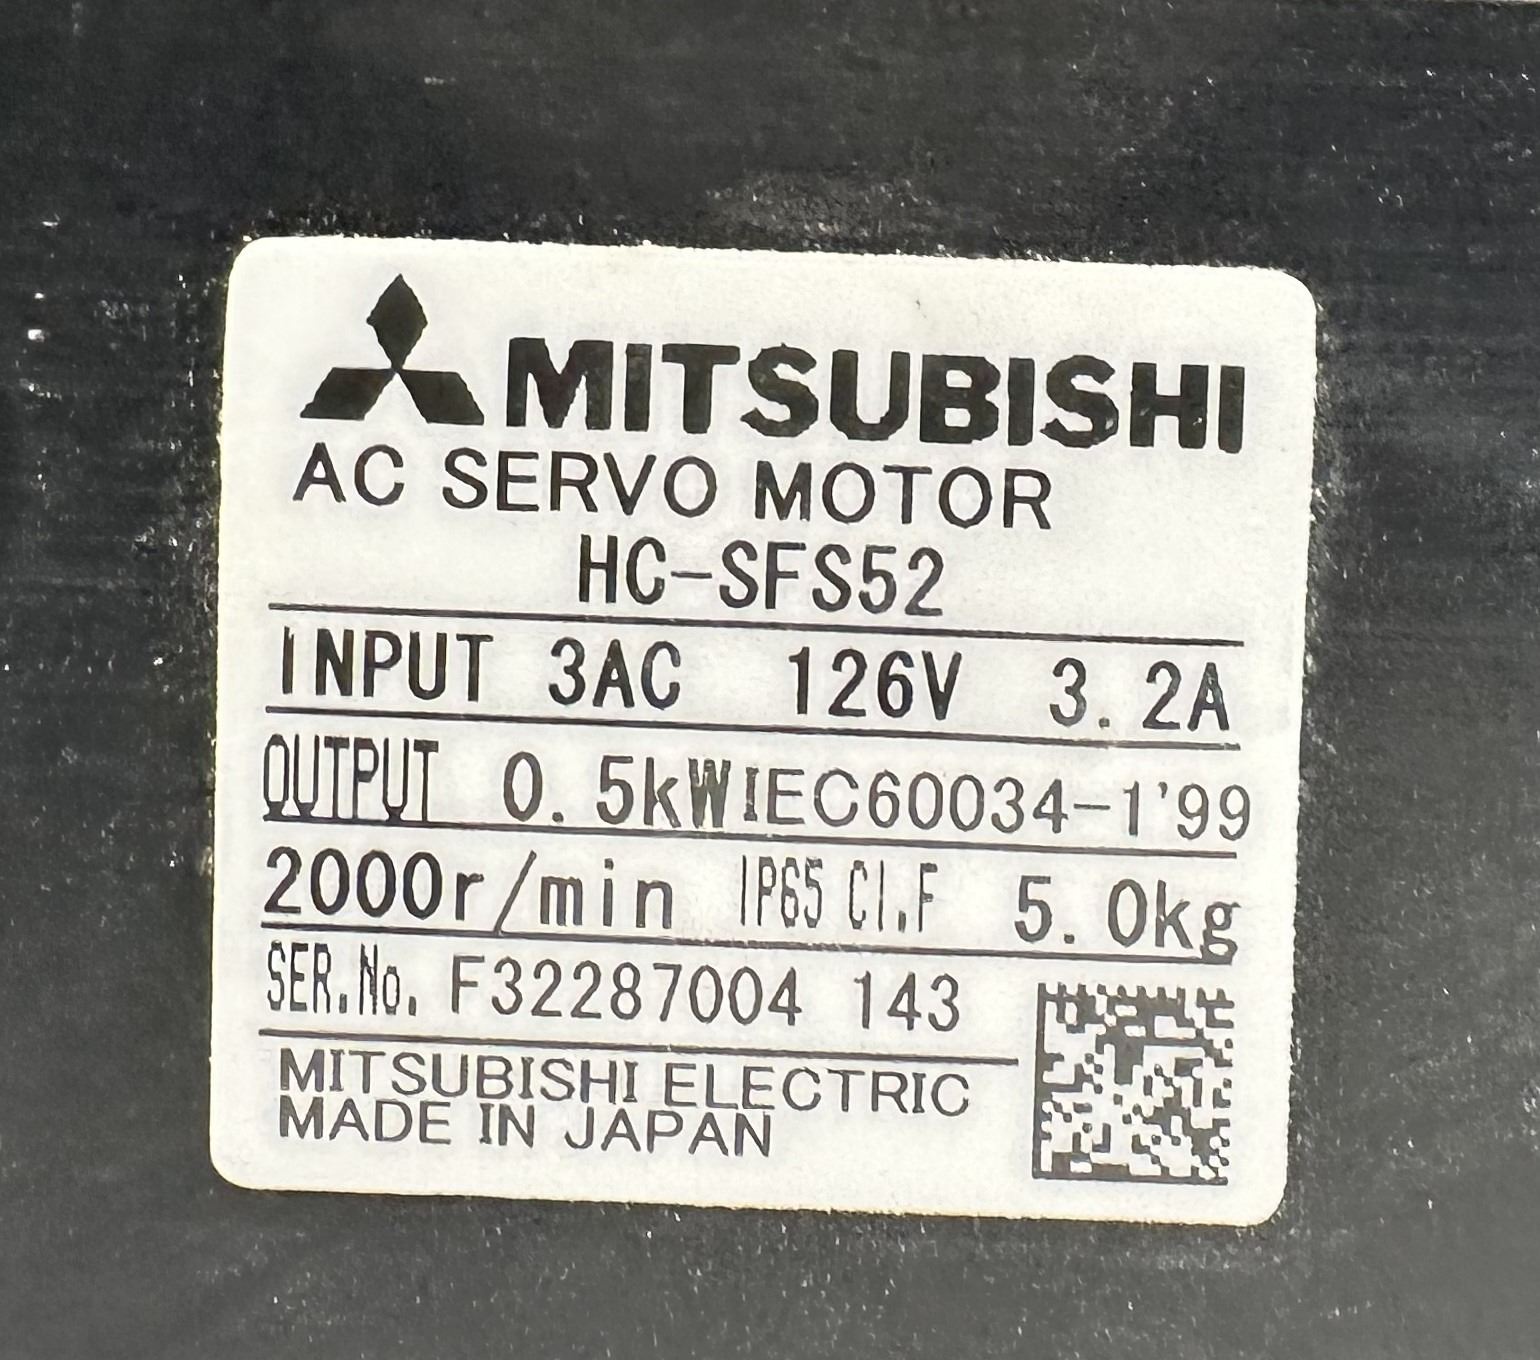 MITSUBISHI
AC SERVO MOTOR
HC-SFS52
INPUT 3AC 126V 3.2A
OUTPUT 0.5kW IEC60034-1'99
2000r/min IP65 Cl.F 5.0kg
SER.No. F32287004 143
MITSUBISHI ELECTRIC
MADE IN JAPAN